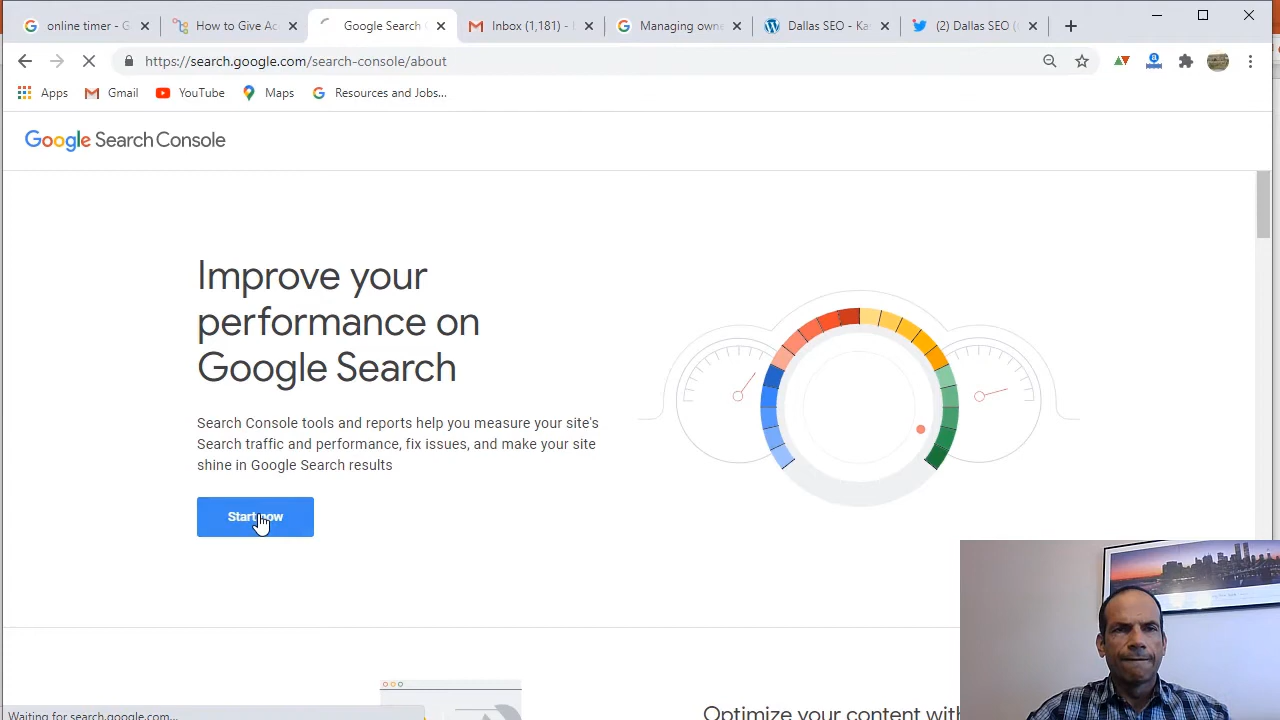 online timer - G
How to Give Ac
Google Search C
Inbox (1,181) -
Managing owne
Dallas SEO - Ka
(2) Dallas SEO (
https://search.google.com/search-console/about
Apps
Gmail
YouTube
Maps
Resources and Jobs...
Google Search Console
Improve your
performance on
Google Search
Search Console tools and reports help you measure your site's
Search traffic and performance, fix issues, and make your site
shine in Google Search results
Start now
Optimize your content with
Waiting for search.google.com...